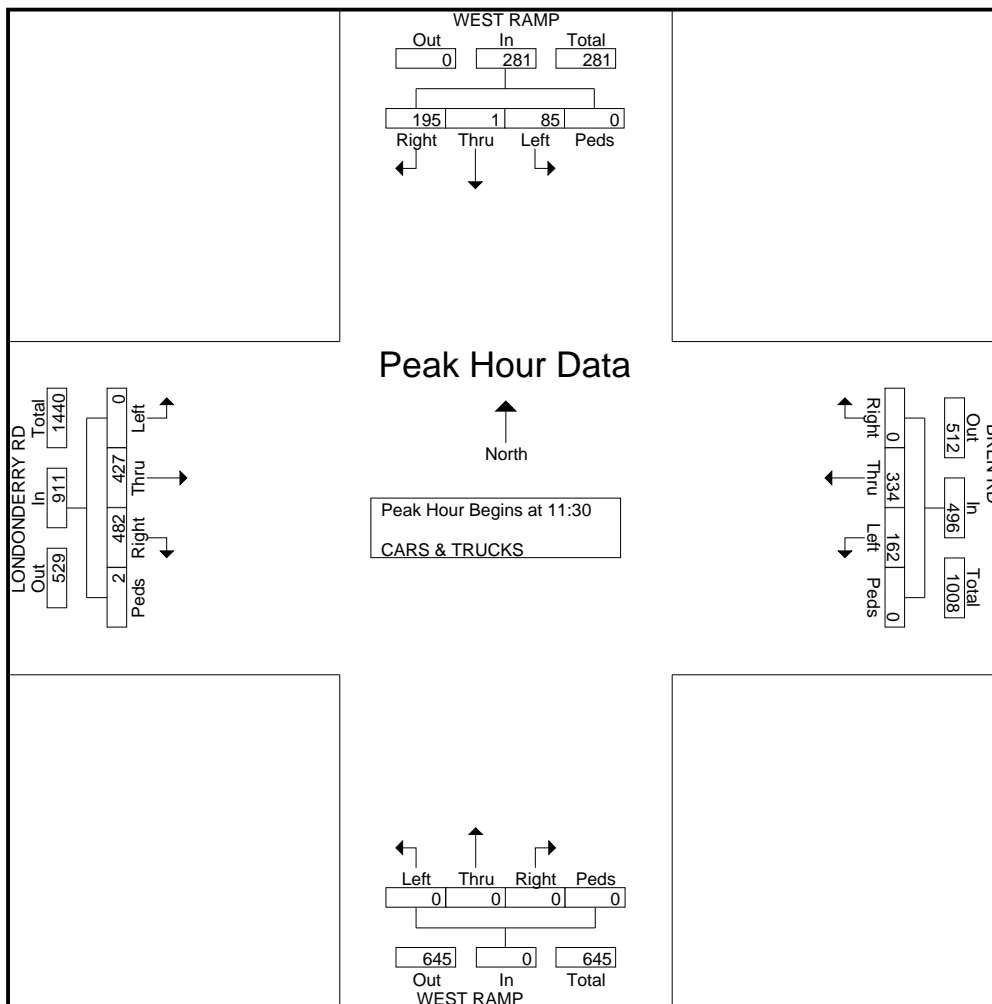 WEST RAMP
Out In Total
0 281 281
195 1 85 0
Right Thru Left Peds
Peak Hour Data
North
Peak Hour Begins at 11:30
CARS & TRUCKS
LONDONDERRY RD
Total In Out
1440 911 529
0 427 482 2
Left Thru Right Peds
Right Thru Left Peds
0 334 162 0
512 496 1008
Out In Total
BREN RD
Left Thru Right Peds
0 0 0 0
645 0 645
Out In Total
WEST RAMP